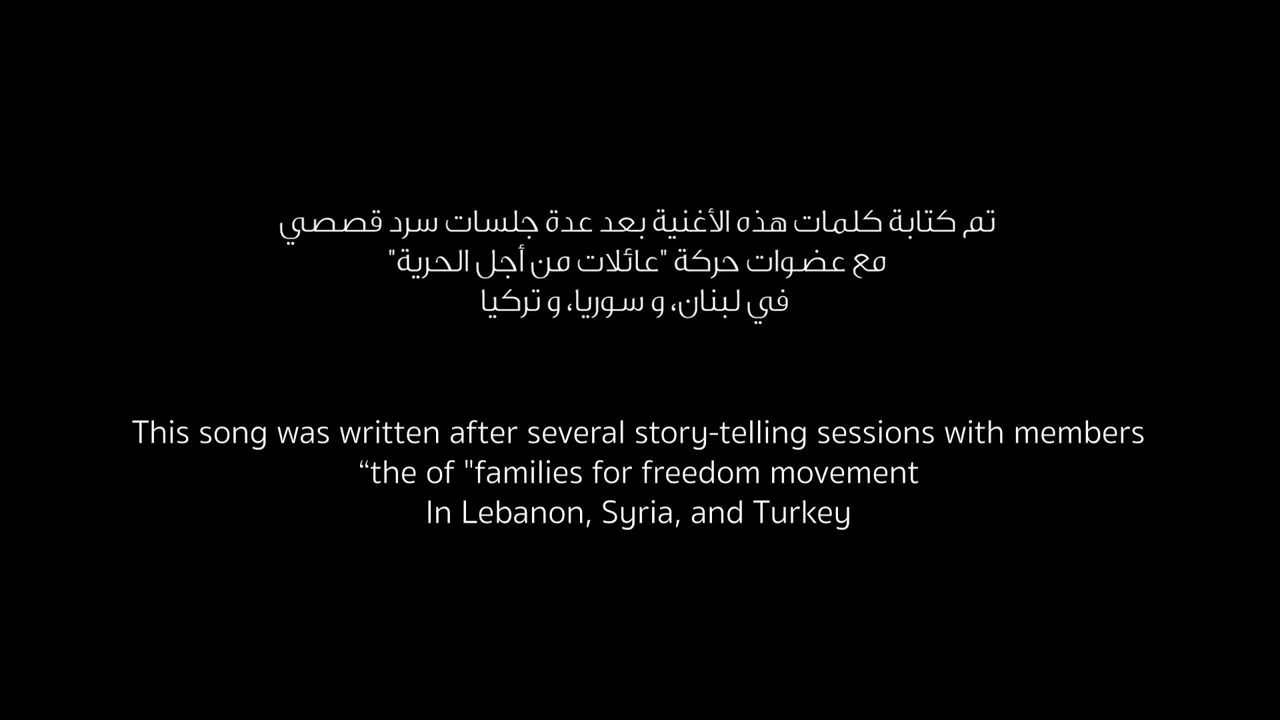 تم كتابة كلمات هذه الأغنية بعد عدة جلسات سرد قصصي
مع عضوات حركة "عائلات من أجل الحرية"
في لبنان، و سوريا، و تركيا
This song was written after several story-telling sessions with members
“the of "families for freedom movement
In Lebanon, Syria, and Turkey